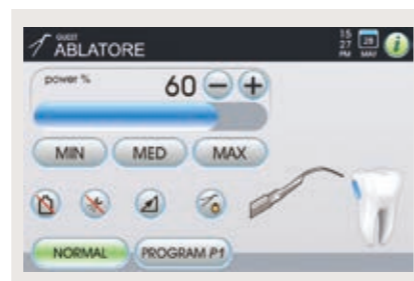 GUEST
ABLATORE
15
27
PM
28
MAY
i
power %
60
MIN
MED
MAX
NORMAL
PROGRAM P1